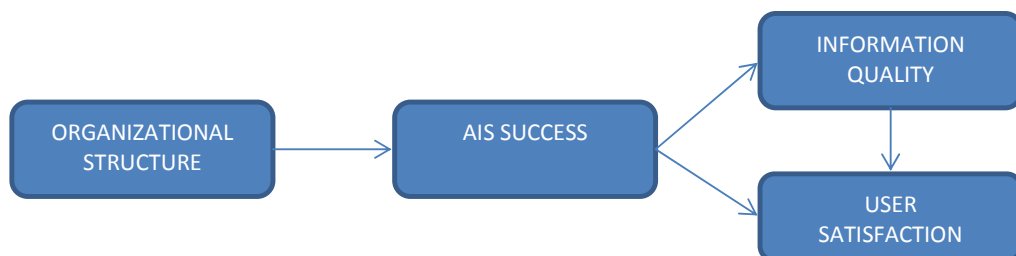 ORGANIZATIONAL
STRUCTURE
AIS SUCCESS
INFORMATION
QUALITY
USER
SATISFACTION